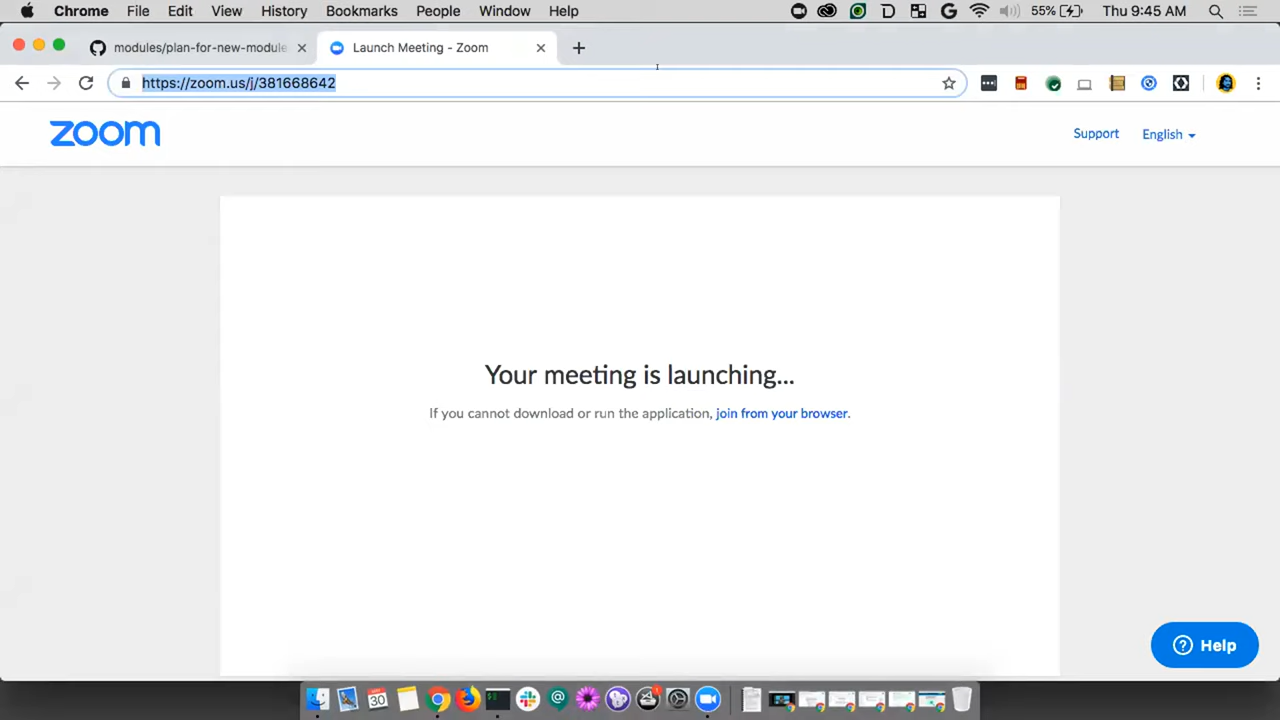 Chrome File Edit View History Bookmarks People Window Help 55% Thu 9:45 AM
modules/plan-for-new-module Launch Meeting - Zoom
https://zoom.us/j/381668642
zoom Support English
Your meeting is launching...
If you cannot download or run the application, join from your browser.
Help
30